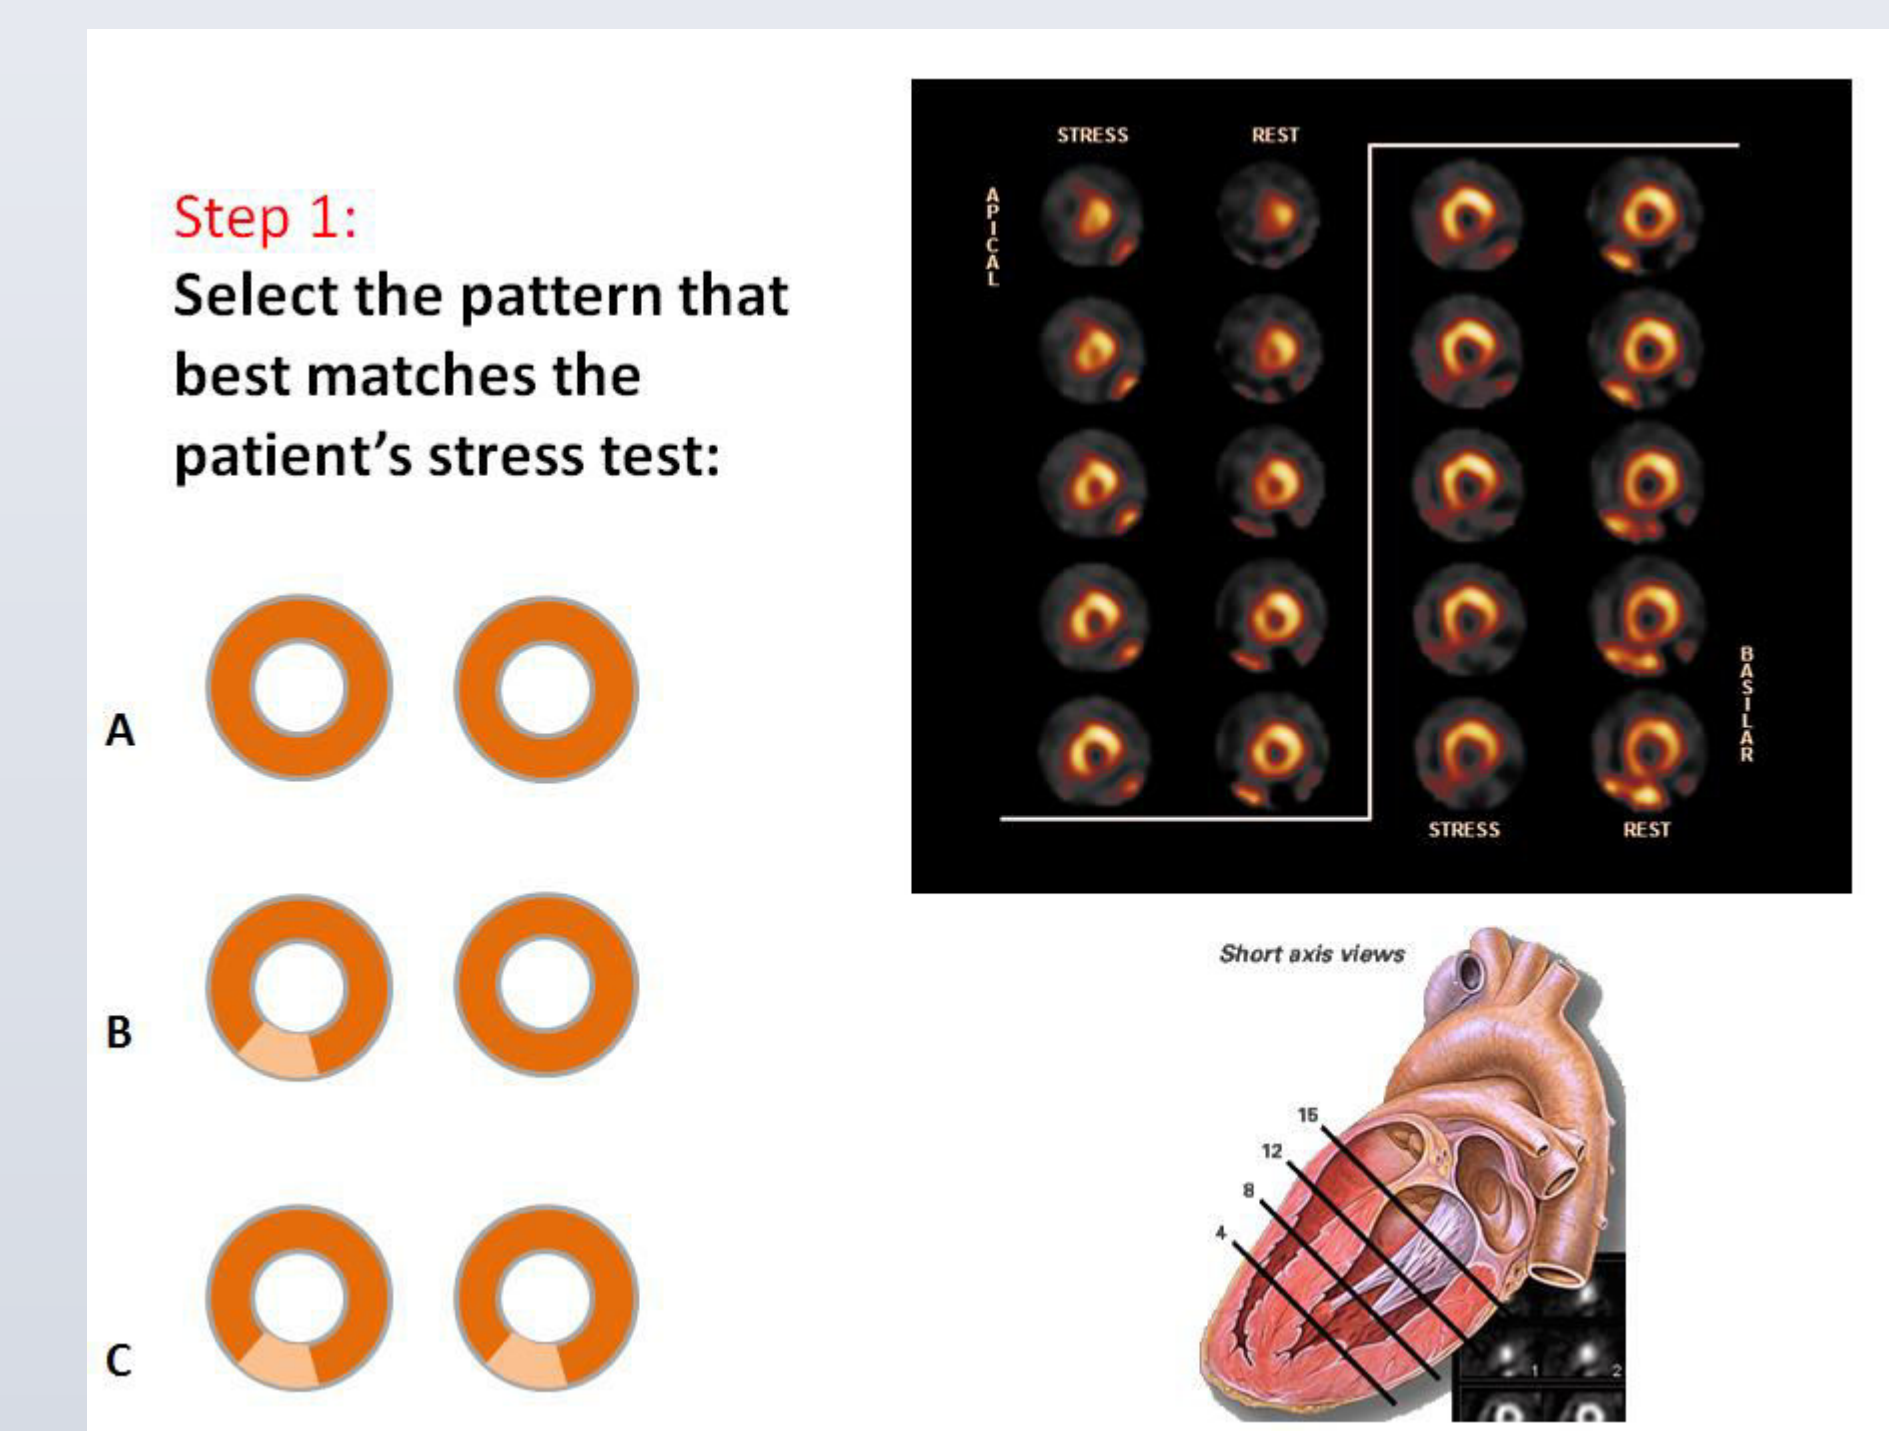 Step 1:
Select the pattern that
best matches the
patient's stress test:
A
B
C
STRESS
REST
APICAL
BASILAR
STRESS
REST
Short axis views
15
12
8
4
1
2